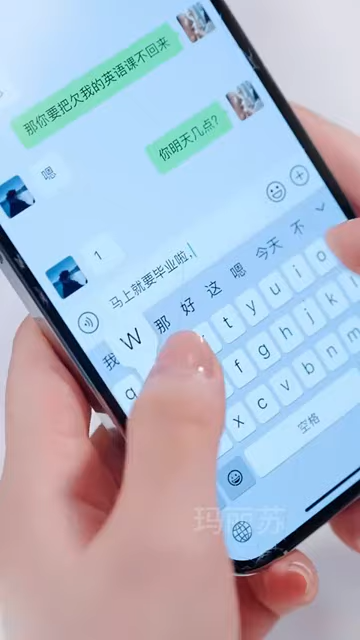 那你要把欠我的英语课不回来
嗯
你明天几点?
1
马上就要毕业啦,
我 W 那 好 这 嗯 今天 不
q t y u i o
f g h j k
x c v b n m
空格
玛丽苏